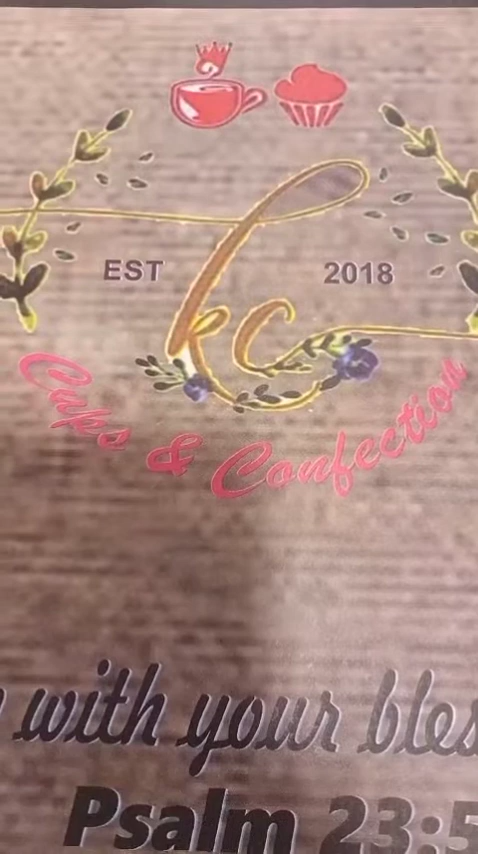 EST kc 2018
Cups & Confection
with your bles
Psalm 23:5